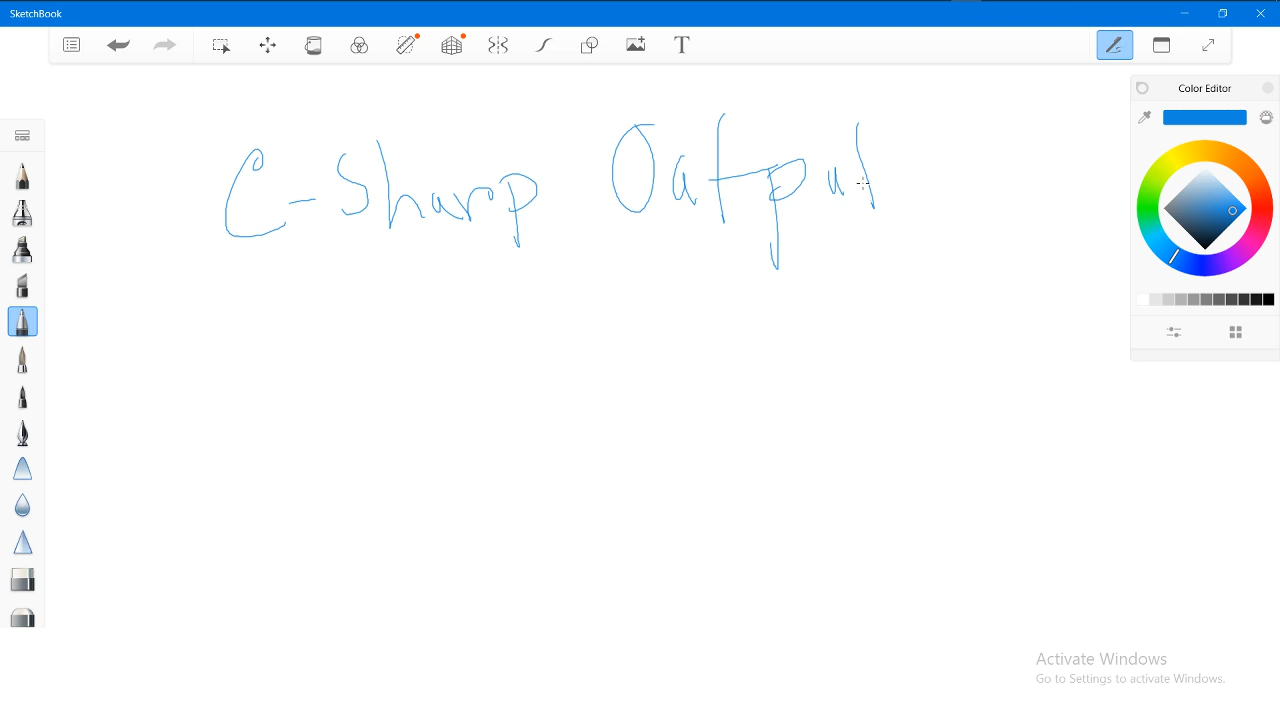 SketchBook
Color Editor
C-Sharp Output
Activate Windows
Go to Settings to activate Windows.